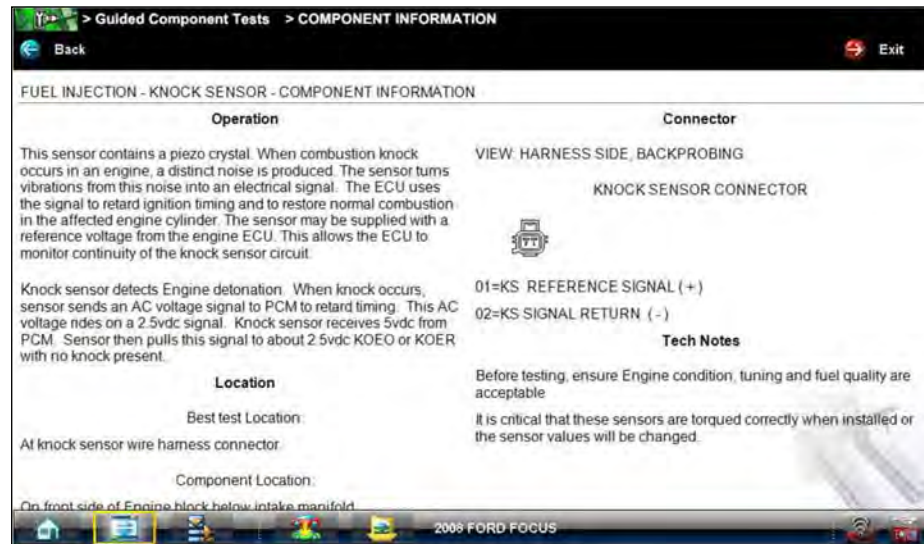 > Guided Component Tests > COMPONENT INFORMATION
Back
Exit
FUEL INJECTION - KNOCK SENSOR - COMPONENT INFORMATION
Operation
This sensor contains a piezo crystal. When combustion knock
occurs in an engine, a distinct noise is produced. The sensor turns
vibrations from this noise into an electrical signal. The ECU uses
the signal to retard ignition timing and to restore normal combustion
in the affected engine cylinder. The sensor may be supplied with a
reference voltage from the engine ECU. This allows the ECU to
monitor continuity of the knock sensor circuit.
Knock sensor detects Engine detonation. When knock occurs,
sensor sends an AC voltage signal to PCM to retard timing. This AC
voltage rides on a 2.5vdc signal. Knock sensor receives 5vdc from
PCM. Sensor then pulls this signal to about 2.5vdc KOEO or KOER
with no knock present.
Location
Best test Location:
At knock sensor wire harness connector.
Component Location:
On front side of Engine block below intake manifold
Connector
VIEW: HARNESS SIDE, BACKPROBING
KNOCK SENSOR CONNECTOR
01=KS REFERENCE SIGNAL (+)
02=KS SIGNAL RETURN (-)
Tech Notes
Before testing, ensure Engine condition, tuning and fuel quality are
acceptable
It is critical that these sensors are torqued correctly when installed or
the sensor values will be changed.
2008 FORD FOCUS